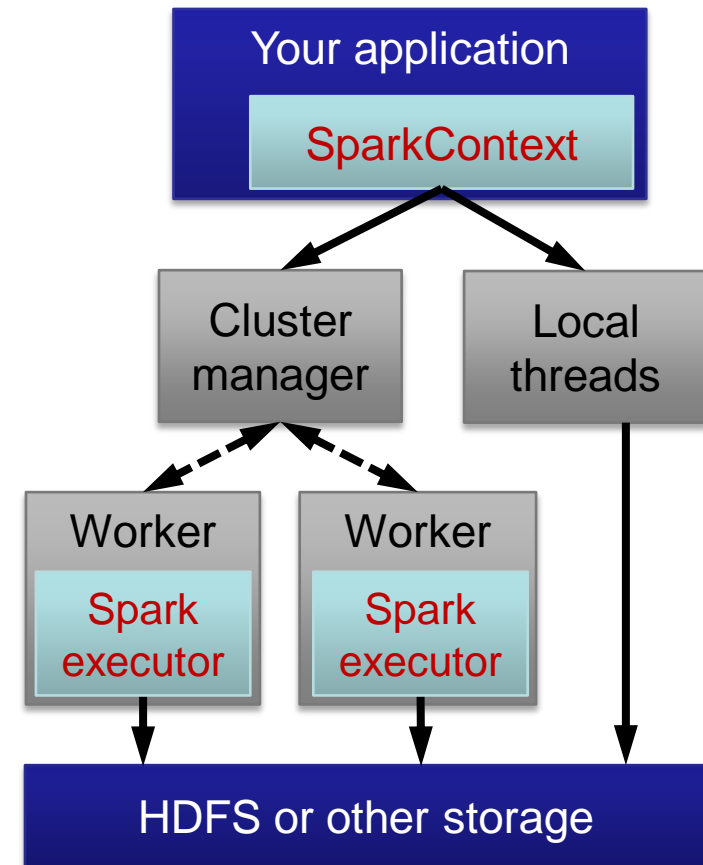 Your application
SparkContext
Cluster
manager
Local
threads
Worker
Spark
executor
Worker
Spark
executor
HDFS or other storage